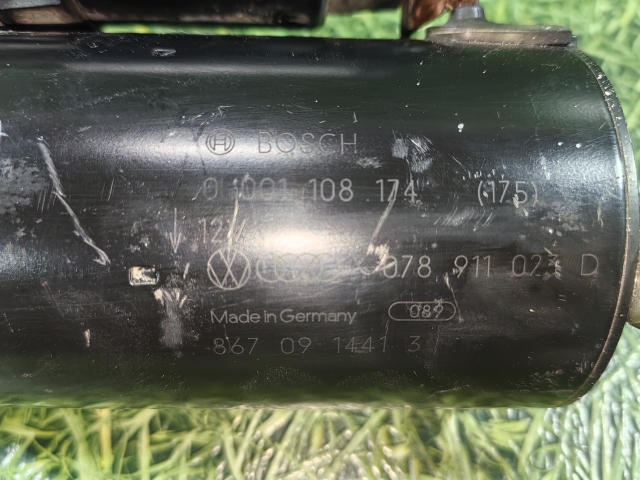 BOSCH
0 001 108 174 (175)
12V
078 911 023 D
Made in Germany 089
867 09 1441 3